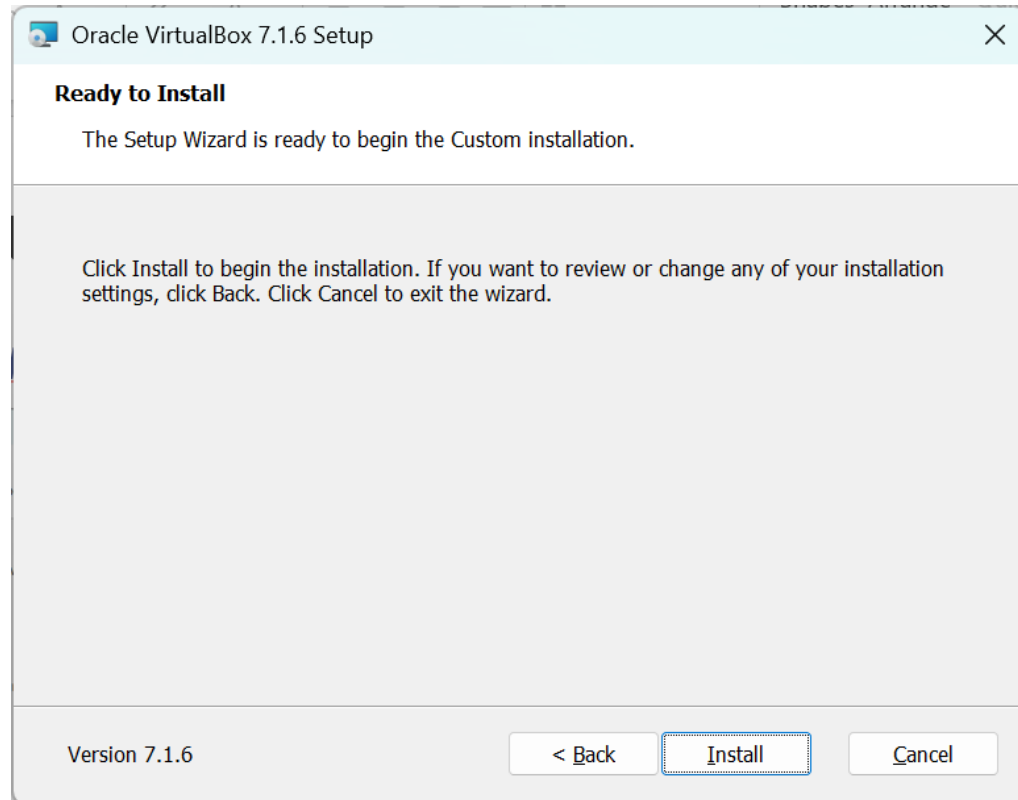 Oracle VirtualBox 7.1.6 Setup
Ready to Install
The Setup Wizard is ready to begin the Custom installation.
Click Install to begin the installation. If you want to review or change any of your installation
settings, click Back. Click Cancel to exit the wizard.
Version 7.1.6
< Back
Install
Cancel